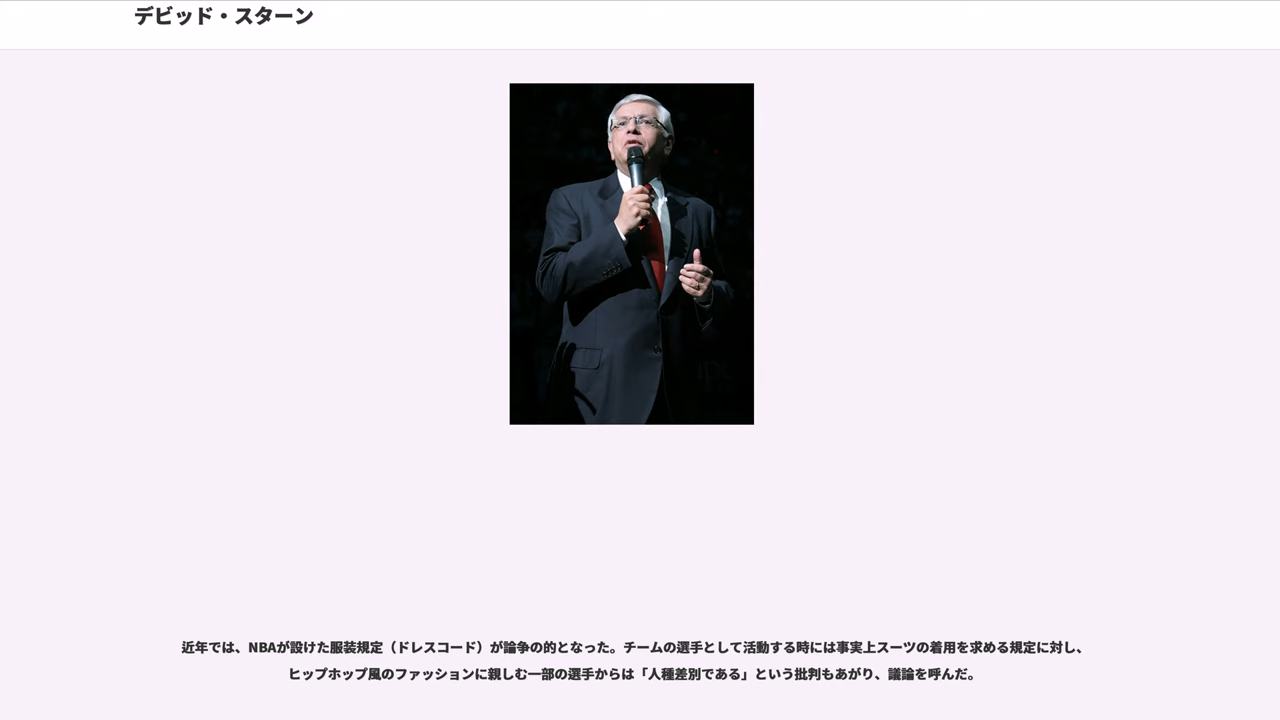 デビッド・スターン
近年では、NBAが設けた服装規定（ドレスコード）が論争の的となった。チームの選手として活動する時には事実上スーツの着用を求める規定に対し、
ヒップホップ風のファッションに親しむ一部の選手からは「人種差別である」という批判もあがり、議論を呼んだ。